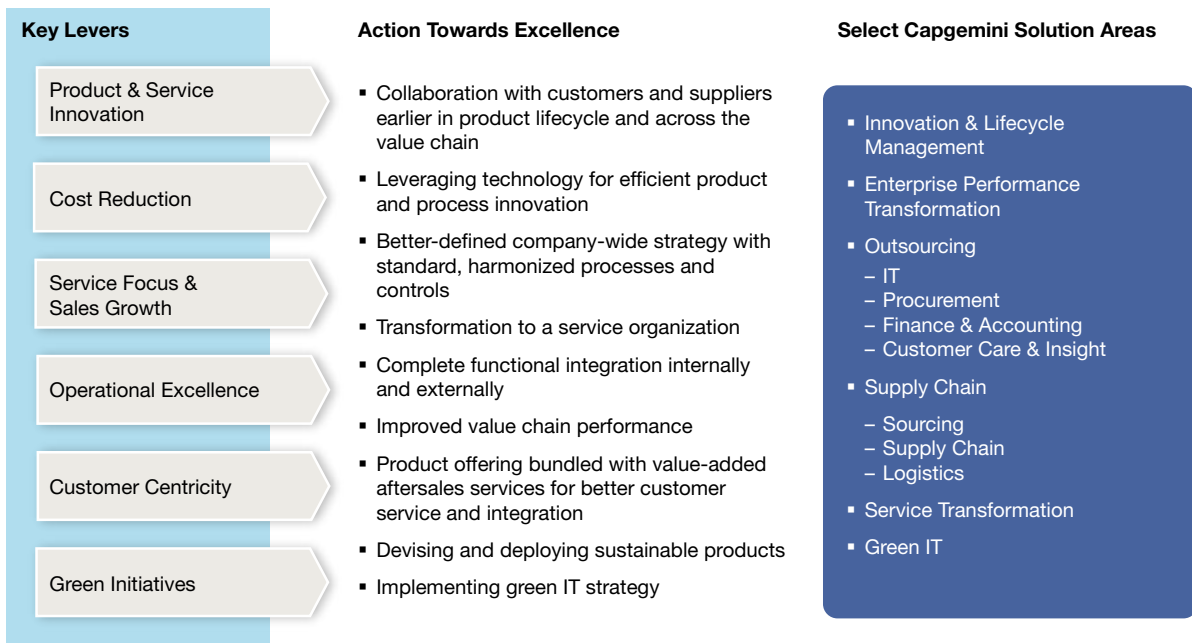 Key Levers
Product & Service
Innovation
Cost Reduction
Service Focus &
Sales Growth
Operational Excellence
Customer Centricity
Green Initiatives
Action Towards Excellence
▪ Collaboration with customers and suppliers
earlier in product lifecycle and across the
value chain
▪ Leveraging technology for efficient product
and process innovation
▪ Better-defined company-wide strategy with
standard, harmonized processes and
controls
▪ Transformation to a service organization
▪ Complete functional integration internally
and externally
▪ Improved value chain performance
▪ Product offering bundled with value-added
aftersales services for better customer
service and integration
▪ Devising and deploying sustainable products
▪ Implementing green IT strategy
Select Capgemini Solution Areas
▪ Innovation & Lifecycle
Management
▪ Enterprise Performance
Transformation
▪ Outsourcing
– IT
– Procurement
– Finance & Accounting
– Customer Care & Insight
▪ Supply Chain
– Sourcing
– Supply Chain
– Logistics
▪ Service Transformation
▪ Green IT